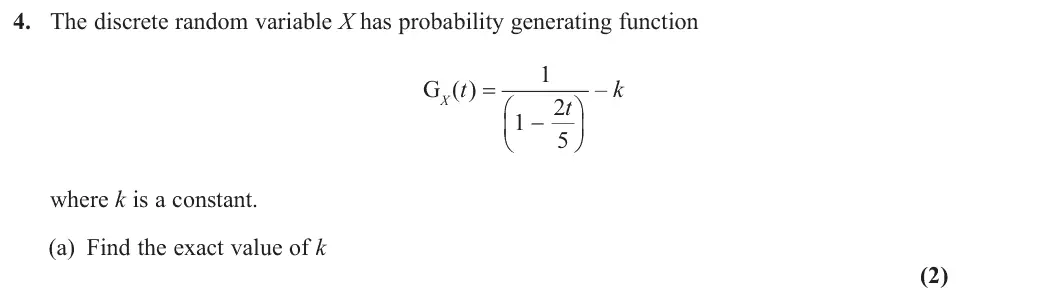 4. The discrete random variable X has probability generating function
G_X(t) = 1 / (1 − 2t/5) − k
where k is a constant.
(a) Find the exact value of k
(2)